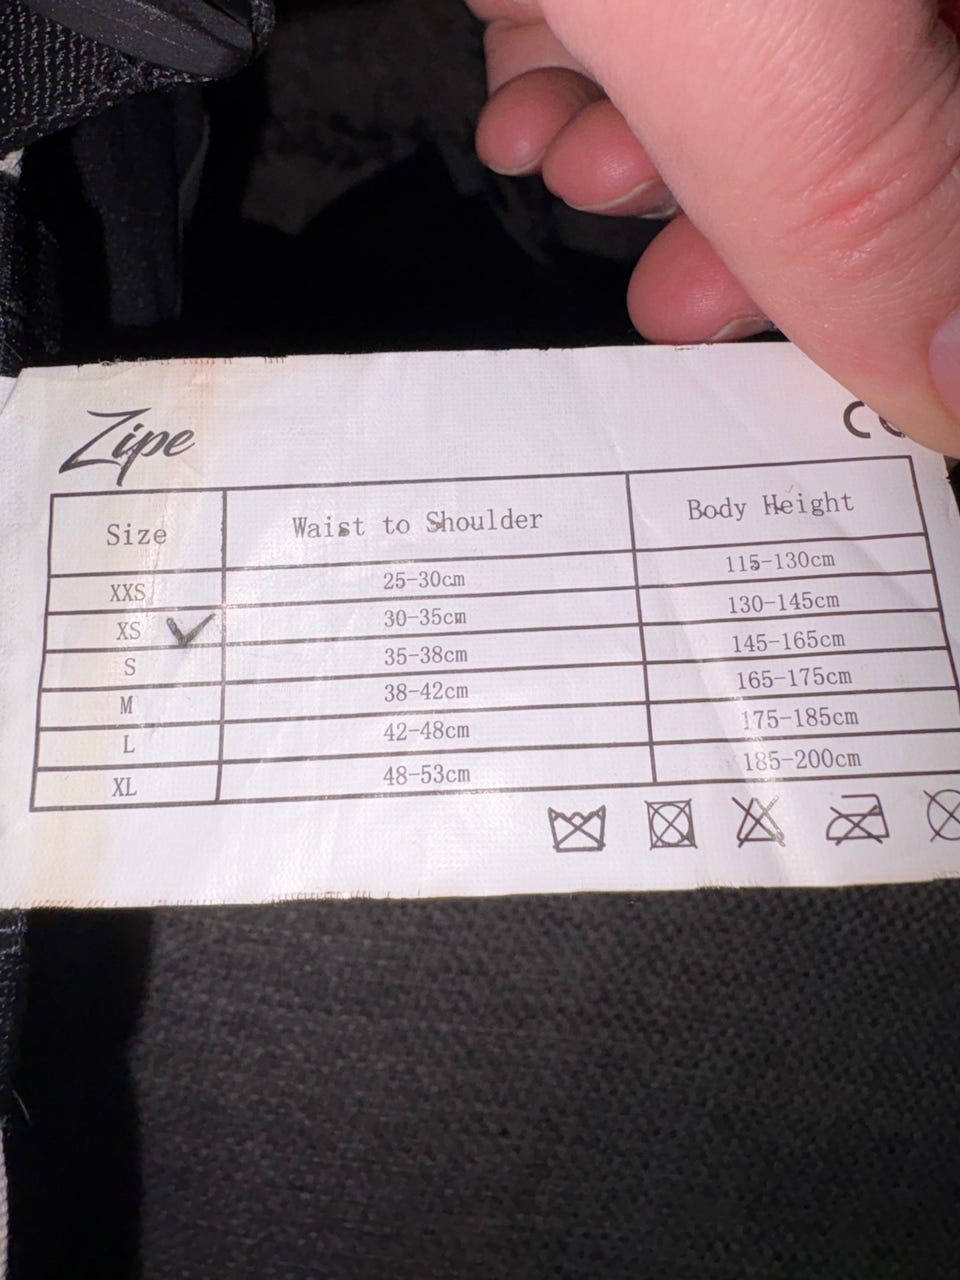 Zipe
Size Waist to Shoulder Body Height
XXS 25-30cm 115-130cm
XS 30-35cm 130-145cm
S 35-38cm 145-165cm
M 38-42cm 165-175cm
L 42-48cm 175-185cm
XL 48-53cm 185-200cm